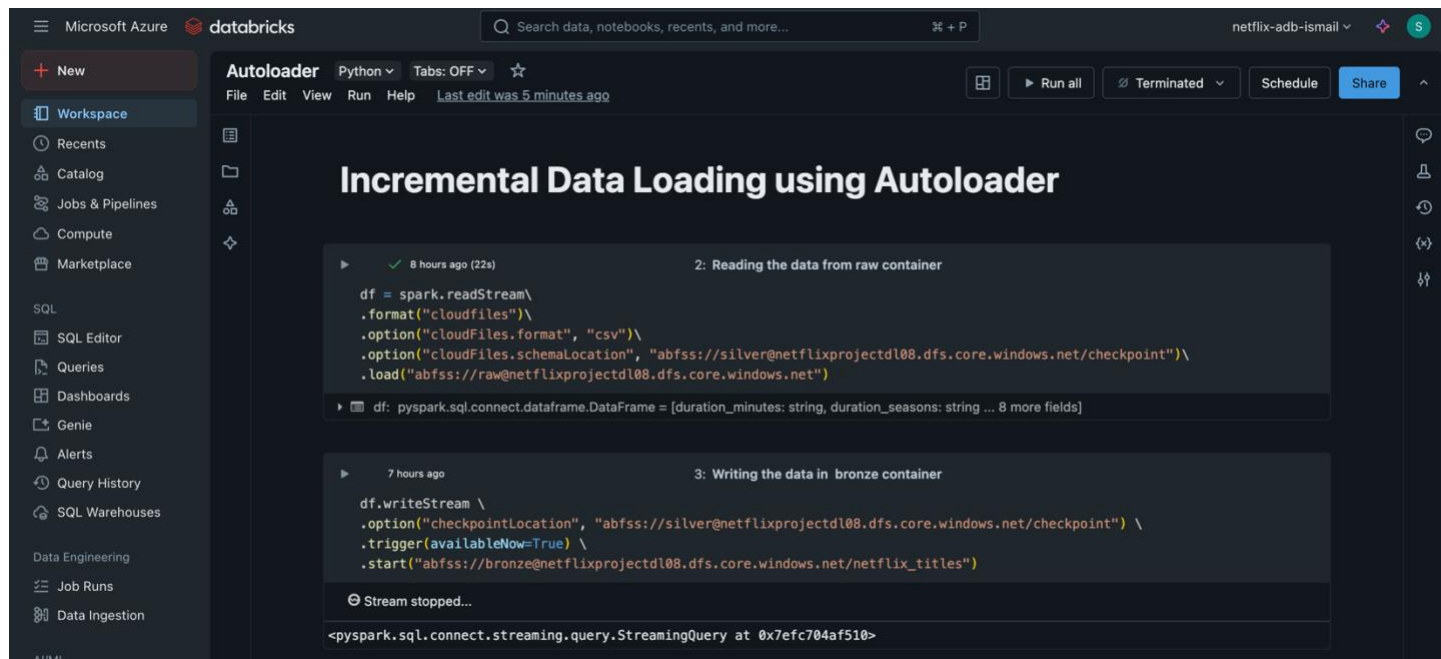 Microsoft Azure databricks Search data, notebooks, recents, and more... ⌘ + P netflix-adb-ismail S
New
Workspace
Recents
Catalog
Jobs & Pipelines
Compute
Marketplace
SQL
SQL Editor
Queries
Dashboards
Genie
Alerts
Query History
SQL Warehouses
Data Engineering
Job Runs
Data Ingestion
Autoloader Python Tabs: OFF
File Edit View Run Help Last edit was 5 minutes ago
Run all Terminated Schedule Share
Incremental Data Loading using Autoloader
8 hours ago (22s) 2: Reading the data from raw container
df = spark.readStream\
.format("cloudfiles")\
.option("cloudFiles.format", "csv")\
.option("cloudFiles.schemaLocation", "abfss://silver@netflixprojectdl08.dfs.core.windows.net/checkpoint")\
.load("abfss://raw@netflixprojectdl08.dfs.core.windows.net")
df: pyspark.sql.connect.dataframe.DataFrame = [duration_minutes: string, duration_seasons: string ... 8 more fields]
7 hours ago 3: Writing the data in bronze container
df.writeStream \
.option("checkpointLocation", "abfss://silver@netflixprojectdl08.dfs.core.windows.net/checkpoint") \
.trigger(availableNow=True) \
.start("abfss://bronze@netflixprojectdl08.dfs.core.windows.net/netflix_titles")
Stream stopped...
<pyspark.sql.connect.streaming.query.StreamingQuery at 0x7efc704af510>